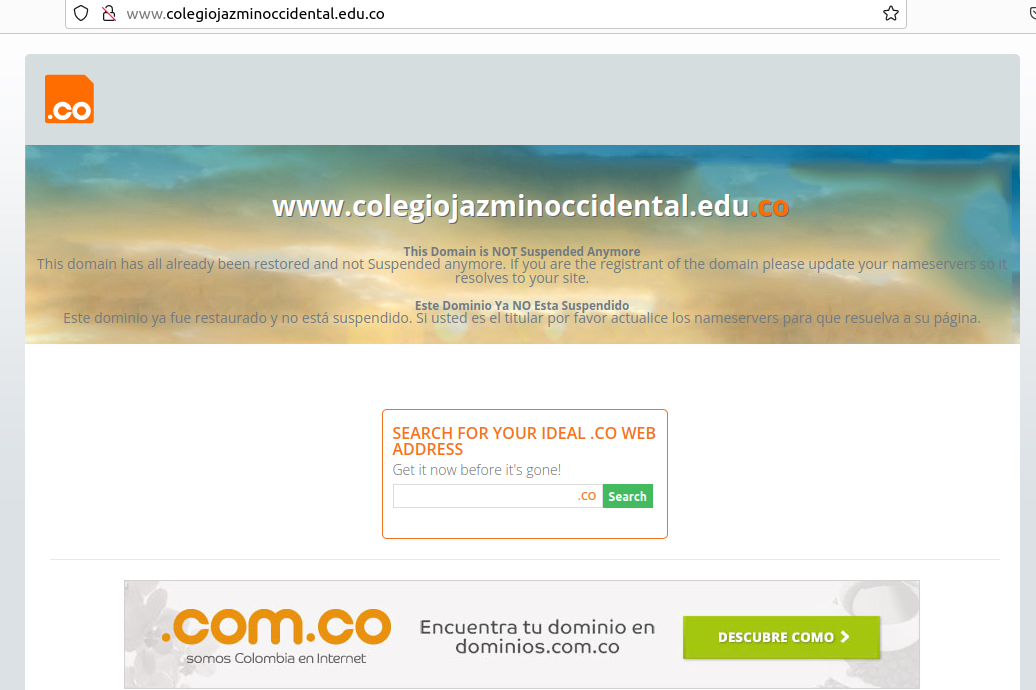 www.colegiojazminoccidental.edu.co
.co
www.colegiojazminoccidental.edu.co
This Domain is NOT Suspended Anymore
This domain has all already been restored and not Suspended anymore. If you are the registrant of the domain please update your nameservers so it
resolves to your site.
Este Dominio Ya NO Esta Suspendido
Este dominio ya fue restaurado y no está suspendido. Si usted es el titular por favor actualice los nameservers para que resuelva a su página.
SEARCH FOR YOUR IDEAL .CO WEB
ADDRESS
Get it now before it's gone!
.co Search
.com.co
somos Colombia en Internet
Encuentra tu dominio en
dominios.com.co
DESCUBRE COMO